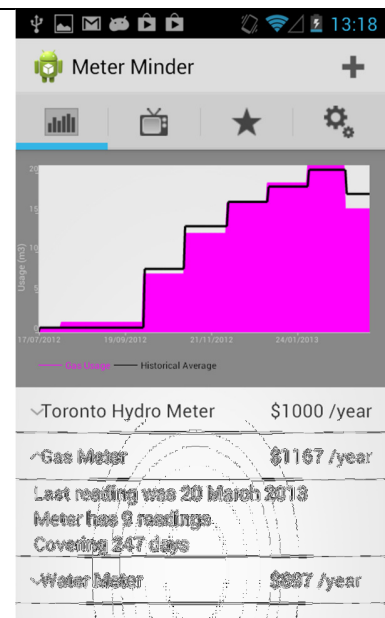 13:18
Meter Minder
20
15
10
5
0
Usage (m3)
17/07/2012 19/09/2012 21/11/2012 24/01/2013
Gas Usage Historical Average
Toronto Hydro Meter $1000 /year
Gas Meter $1167 /year
Last reading was 20 March 2013
Meter has 9 readings
Covering 247 days
Water Meter /year